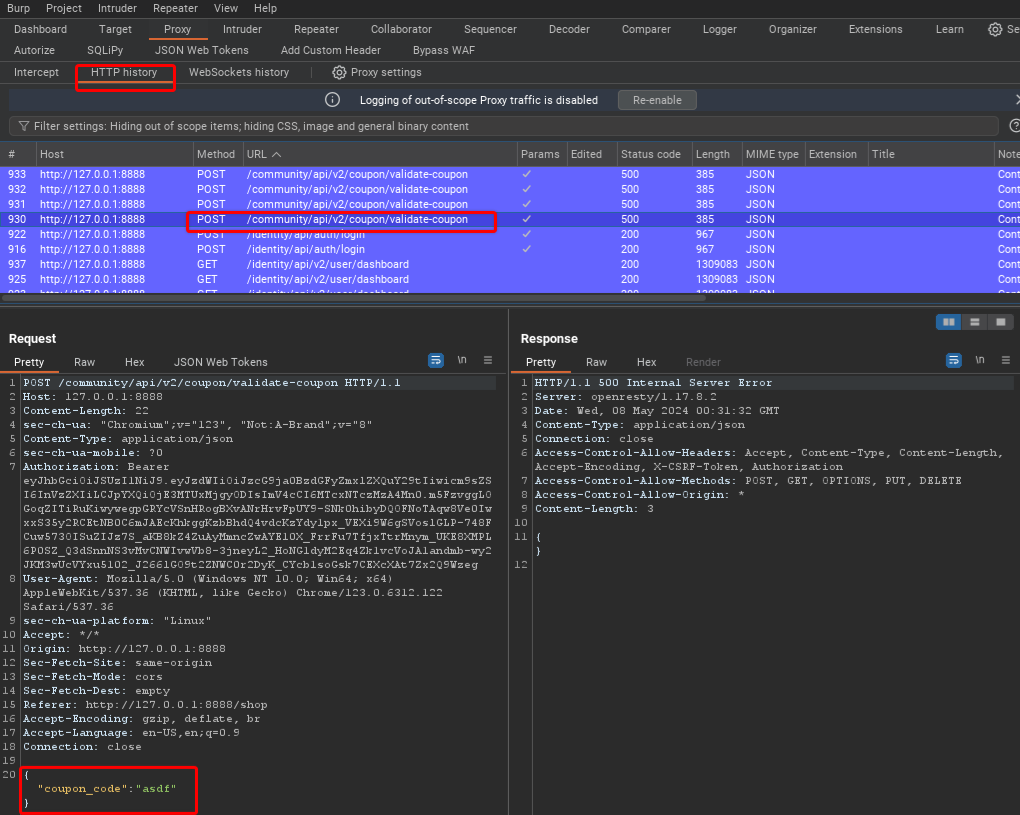 Burp Project Intruder Repeater View Help
Dashboard Target Proxy Intruder Repeater Collaborator Sequencer Decoder Comparer Logger Organizer Extensions Learn Se
Autorize SQLiPy JSON Web Tokens Add Custom Header Bypass WAF
Intercept HTTP history WebSockets history Proxy settings
Logging of out-of-scope Proxy traffic is disabled Re-enable
Filter settings: Hiding out of scope items; hiding CSS, image and general binary content
# Host Method URL Params Edited Status code Length MIME type Extension Title Note
933 http://127.0.0.1:8888 POST /community/api/v2/coupon/validate-coupon ✓ 500 385 JSON Cont
932 http://127.0.0.1:8888 POST /community/api/v2/coupon/validate-coupon ✓ 500 385 JSON Cont
931 http://127.0.0.1:8888 POST /community/api/v2/coupon/validate-coupon ✓ 500 385 JSON Cont
930 http://127.0.0.1:8888 POST /community/api/v2/coupon/validate-coupon ✓ 500 385 JSON Cont
922 http://127.0.0.1:8888 POST /identity/api/auth/login ✓ 200 967 JSON Cont
916 http://127.0.0.1:8888 POST /identity/api/auth/login ✓ 200 967 JSON Cont
937 http://127.0.0.1:8888 GET /identity/api/v2/user/dashboard 200 1309083 JSON Cont
925 http://127.0.0.1:8888 GET /identity/api/v2/user/dashboard 200 1309083 JSON Cont
Request
Pretty Raw Hex JSON Web Tokens \n
1 POST /community/api/v2/coupon/validate-coupon HTTP/1.1
2 Host: 127.0.0.1:8888
3 Content-Length: 22
4 sec-ch-ua: "Chromium";v="123", "Not:A-Brand";v="8"
5 Content-Type: application/json
6 sec-ch-ua-mobile: ?0
7 Authorization: Bearer
8 User-Agent: Mozilla/5.0 (Windows NT 10.0; Win64; x64)
AppleWebKit/537.36 (KHTML, like Gecko) Chrome/123.0.6312.122
Safari/537.36
9 sec-ch-ua-platform: "Linux"
10 Accept: */*
11 Origin: http://127.0.0.1:8888
12 Sec-Fetch-Site: same-origin
13 Sec-Fetch-Mode: cors
14 Sec-Fetch-Dest: empty
15 Referer: http://127.0.0.1:8888/shop
16 Accept-Encoding: gzip, deflate, br
17 Accept-Language: en-US,en;q=0.9
18 Connection: close
19
20 {
"coupon_code":"asdf"
}
Response
Pretty Raw Hex Render \n
1 HTTP/1.1 500 Internal Server Error
2 Server: openresty/1.17.8.2
3 Date: Wed, 08 May 2024 00:31:32 GMT
4 Content-Type: application/json
5 Connection: close
6 Access-Control-Allow-Headers: Accept, Content-Type, Content-Length,
Accept-Encoding, X-CSRF-Token, Authorization
7 Access-Control-Allow-Methods: POST, GET, OPTIONS, PUT, DELETE
8 Access-Control-Allow-Origin: *
9 Content-Length: 3
10
11 {
}
12